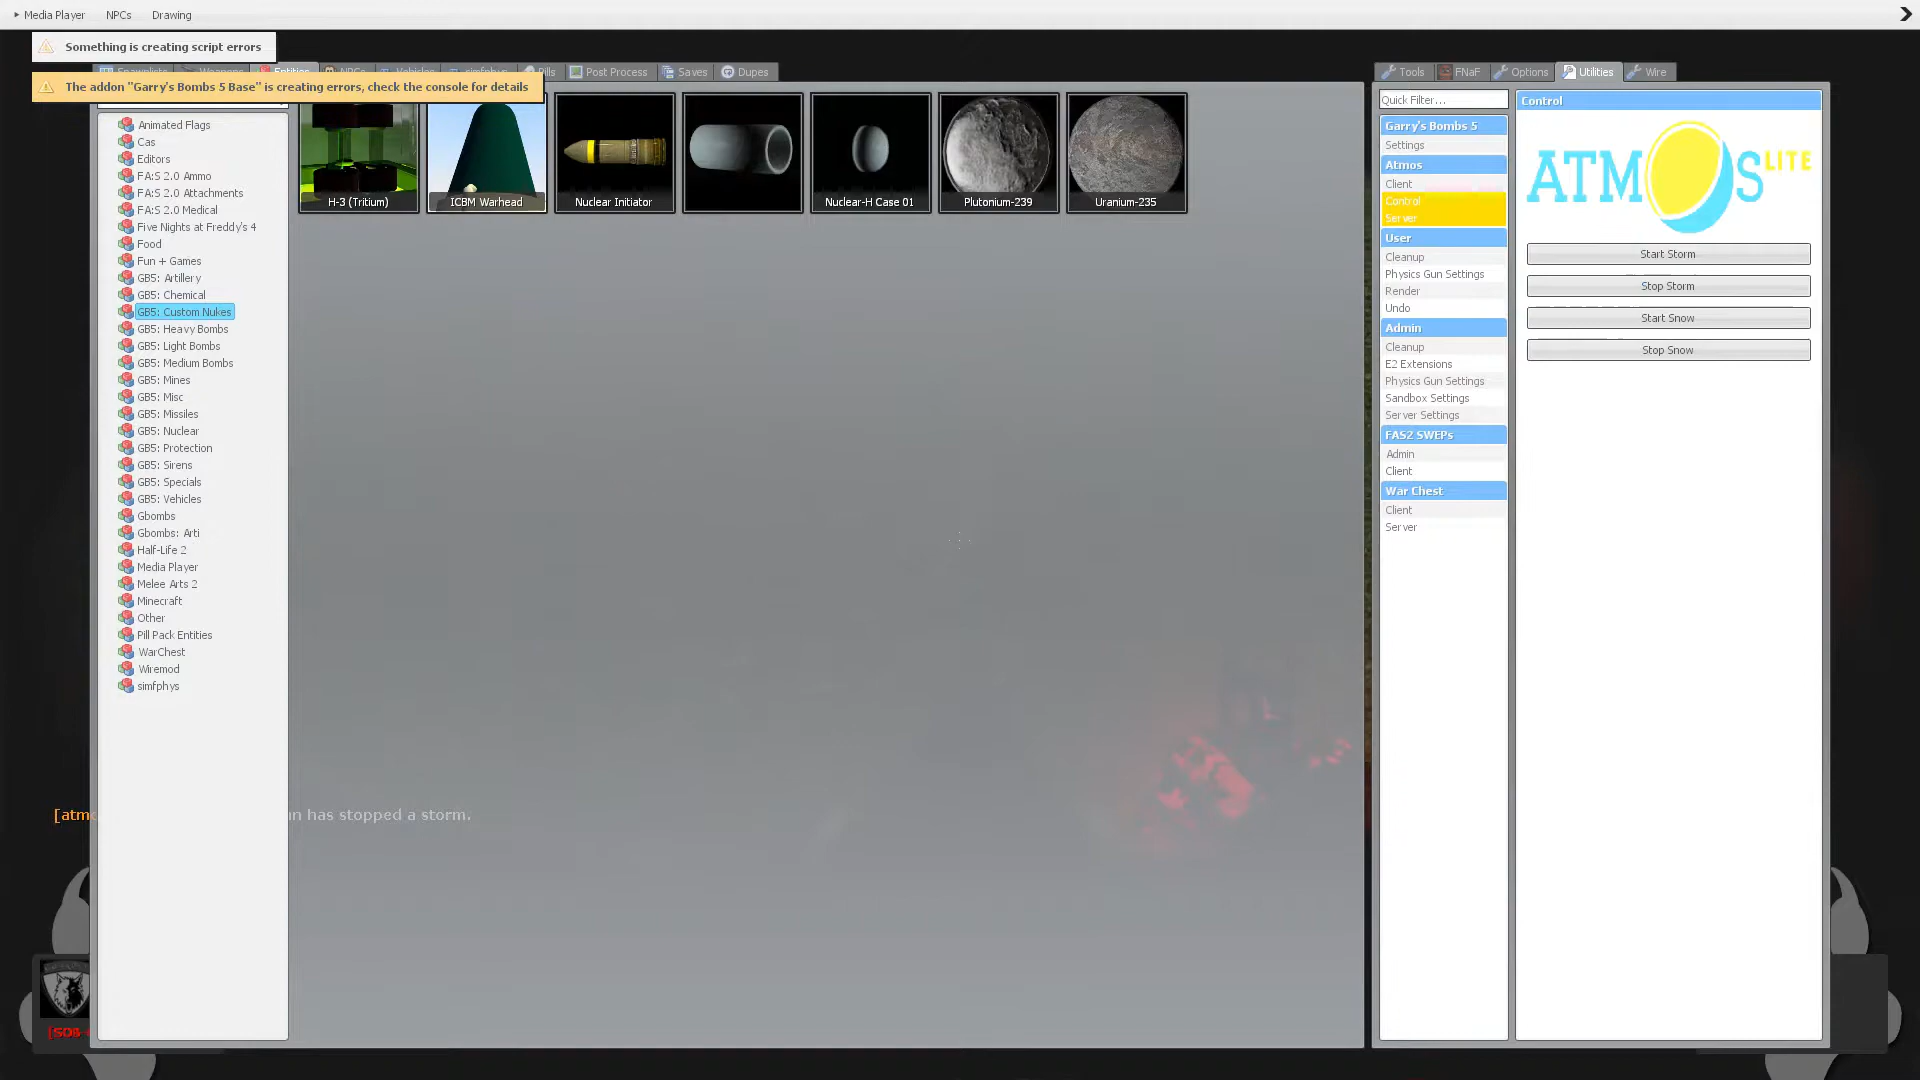 Media Player
NPCs
Drawing
Something is creating script errors
The addon "Garry's Bombs 5 Base" is creating errors, check the console for details
Spawnlists
Weapons
Entities
NPCs
Vehicles
simfphys
Pills
Post Process
Saves
Dupes
Animated Flags
Cas
Editors
FA:S 2.0 Ammo
FA:S 2.0 Attachments
FA:S 2.0 Medical
Five Nights at Freddy's 4
Food
Fun + Games
GB5: Artillery
GB5: Chemical
GB5: Custom Nukes
GB5: Heavy Bombs
GB5: Light Bombs
GB5: Medium Bombs
GB5: Mines
GB5: Misc
GB5: Missiles
GB5: Nuclear
GB5: Protection
GB5: Sirens
GB5: Specials
GB5: Vehicles
Gbombs
Gbombs: Arti
Half-Life 2
Media Player
Melee Arts 2
Minecraft
Other
Pill Pack Entities
WarChest
Wiremod
simfphys
H-3 (Tritium)
ICBM Warhead
Nuclear Initiator
Nuclear-H Case 01
Plutonium-239
Uranium-235
has stopped a storm.
Tools
FNaF
Options
Utilities
Wire
Quick Filter...
Garry's Bombs 5
Settings
Atmos
Client
Control
Server
User
Cleanup
Physics Gun Settings
Render
Undo
Admin
Cleanup
E2 Extensions
Physics Gun Settings
Sandbox Settings
Server Settings
FAS2 SWEPs
Admin
Client
War Chest
Client
Server
Control
ATMOS LITE
Start Storm
Stop Storm
Start Snow
Stop Snow